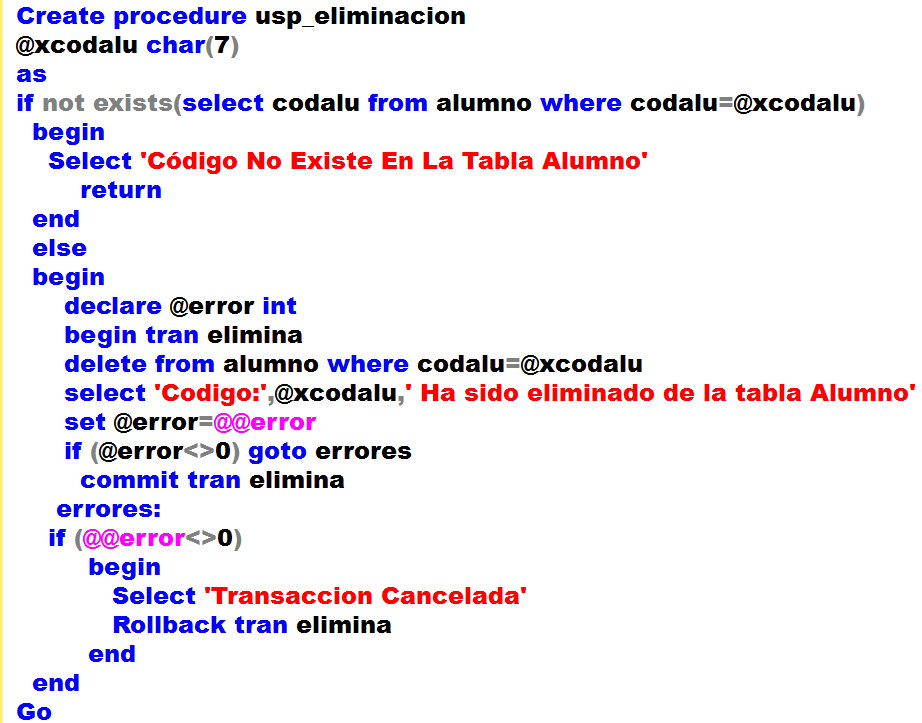 Create procedure usp_eliminacion
@xcodalu char(7)
as
if not exists(select codalu from alumno where codalu=@xcodalu)
begin
Select 'Código No Existe En La Tabla Alumno'
return
end
else
begin
declare @error int
begin tran elimina
delete from alumno where codalu=@xcodalu
select 'Codigo:',@xcodalu,' Ha sido eliminado de la tabla Alumno'
set @error=@@error
if (@error<>0) goto errores
commit tran elimina
errores:
if (@@error<>0)
begin
Select 'Transaccion Cancelada'
Rollback tran elimina
end
end
Go